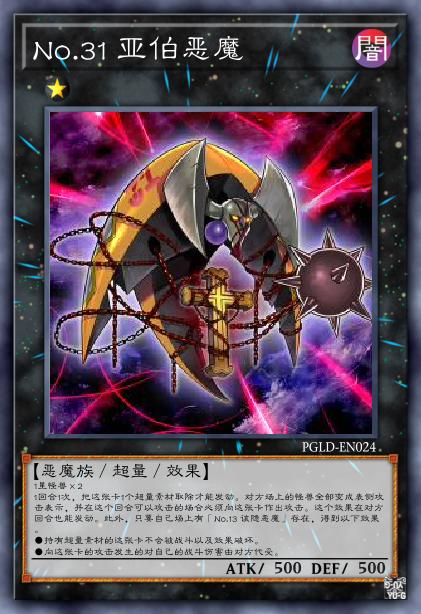 No.31 亚伯恶魔
闇
31
PGLD-EN024
【恶魔族/超量/效果】
1星怪兽×2
1回合1次,把这张卡1个超量素材取除才能发动。对方场上的怪兽全部变成表侧攻
击表示,并在这个回合可以攻击的场合必须向这张卡作出攻击。这个效果在对方
回合也能发动。此外,只要自己场上有「No.13 该隐恶魔」存在,得到以下效果
。
●持有超量素材的这张卡不会被战斗以及效果破坏。
●向这张卡的攻击发生的对自己的战斗伤害由对方代受。
ATK/ 500 DEF/ 500